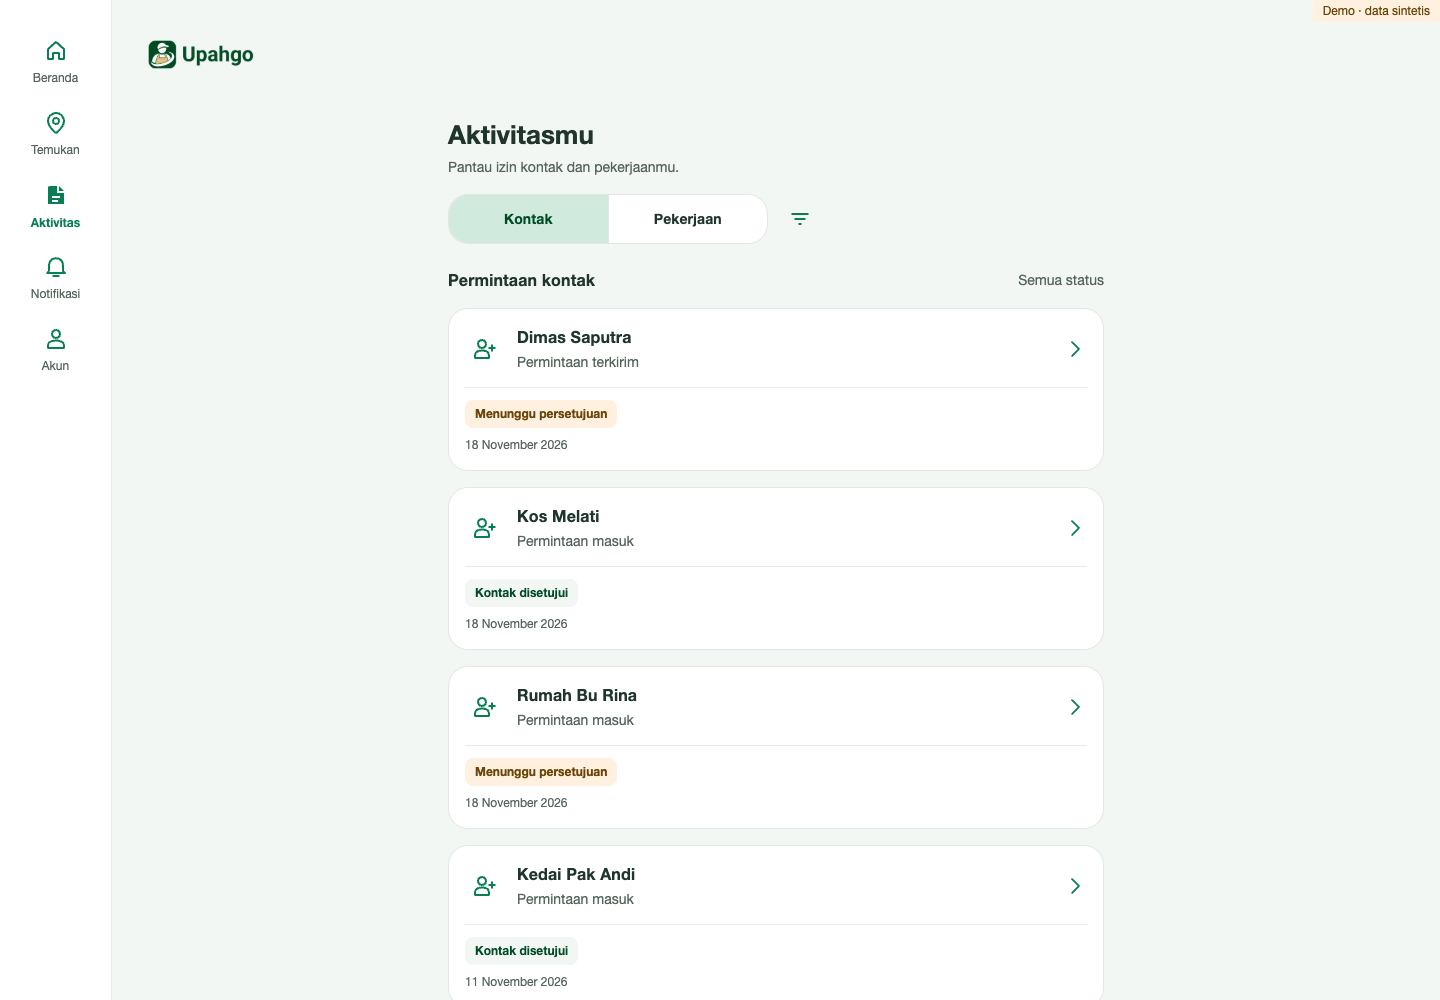 Demo · data sintetis
Upahgo
Beranda
Temukan
Aktivitas
Notifikasi
Akun
Aktivitasmu
Pantau izin kontak dan pekerjaanmu.
Kontak
Pekerjaan
Permintaan kontak
Semua status
Dimas Saputra
Permintaan terkirim
Menunggu persetujuan
18 November 2026
Kos Melati
Permintaan masuk
Kontak disetujui
18 November 2026
Rumah Bu Rina
Permintaan masuk
Menunggu persetujuan
18 November 2026
Kedai Pak Andi
Permintaan masuk
Kontak disetujui
11 November 2026